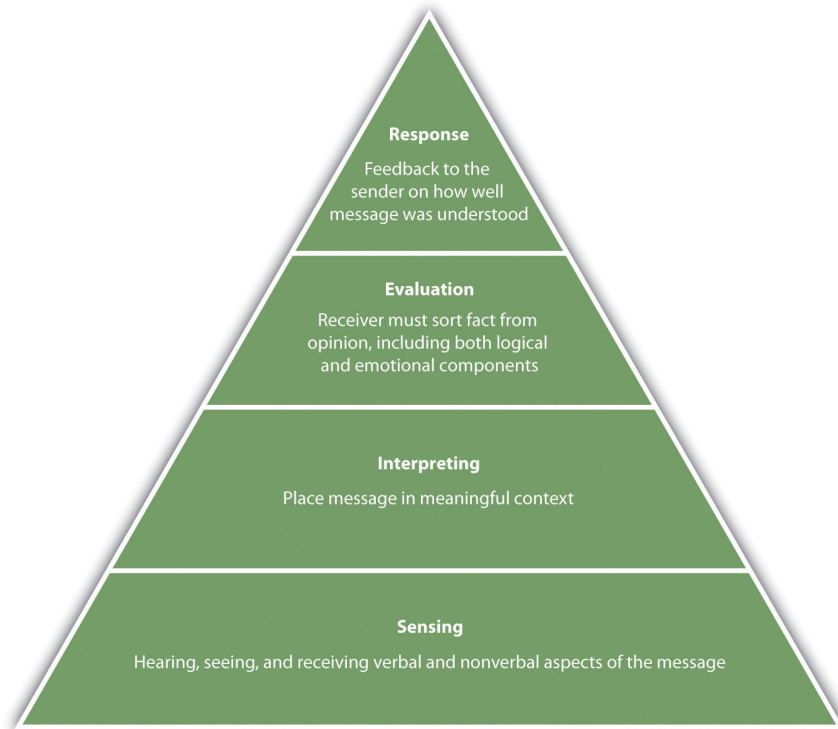 Response
Feedback to the
sender on how well
message was understood
Evaluation
Receiver must sort fact from
opinion, including both logical
and emotional components
Interpreting
Place message in meaningful context
Sensing
Hearing, seeing, and receiving verbal and nonverbal aspects of the message